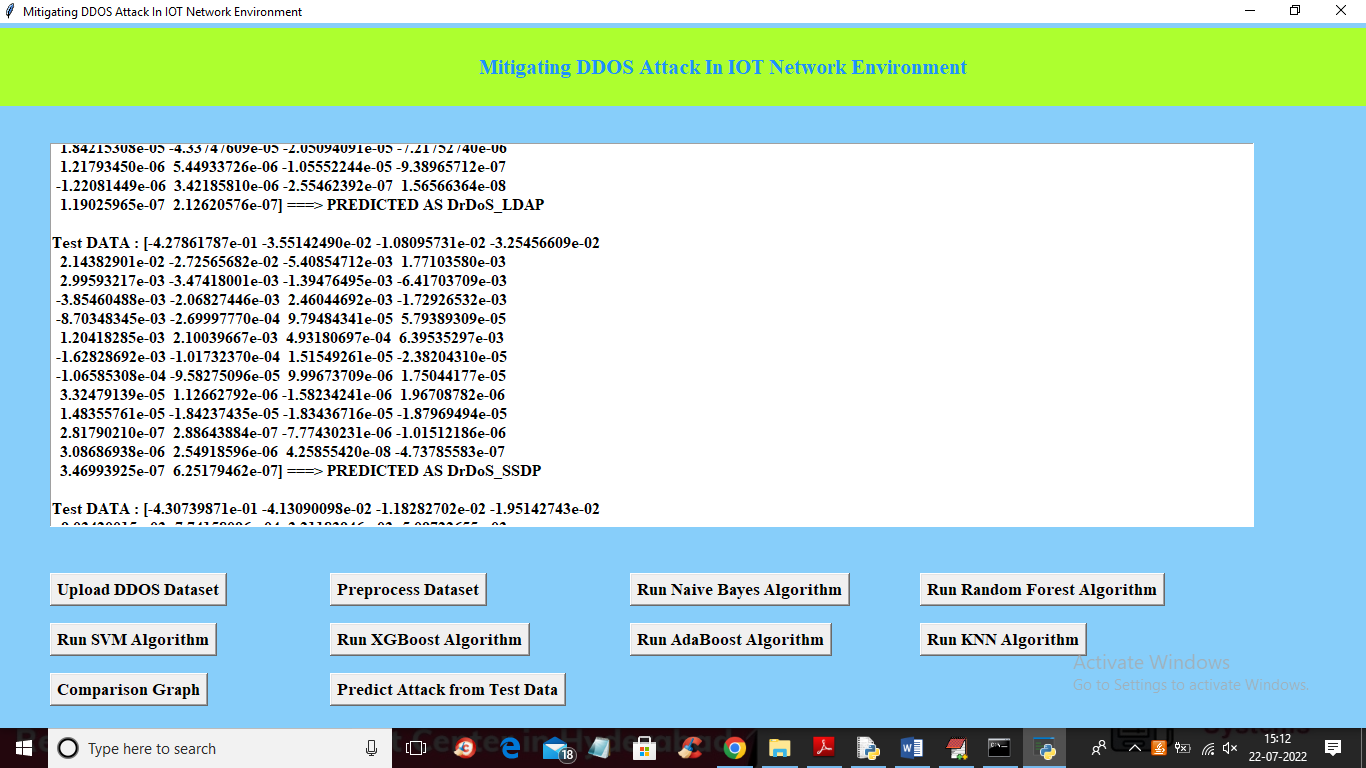 Mitigating DDOS Attack In IOT Network Environment
Mitigating DDOS Attack In IOT Network Environment
1.84215308e-05 -4.33747609e-05 -2.05094091e-05 -7.21752740e-06
1.21793450e-06 5.44933726e-06 -1.05552244e-05 -9.38965712e-07
-1.22081449e-06 3.42185810e-06 -2.55462392e-07 1.56566364e-08
1.19025965e-07 2.12620576e-07] ===> PREDICTED AS DrDoS_LDAP
Test DATA : [-4.27861787e-01 -3.55142490e-02 -1.08095731e-02 -3.25456609e-02
2.14382901e-02 -2.72565682e-02 -5.40854712e-03 1.77103580e-03
2.99593217e-03 -3.47418001e-03 -1.39476495e-03 -6.41703709e-03
-3.85460488e-03 -2.06827446e-03 2.46044692e-03 -1.72926532e-03
-8.70348345e-03 -2.69997770e-04 9.79484341e-05 5.79389309e-05
1.20418285e-03 2.10039667e-03 4.93180697e-04 6.39535297e-03
-1.62828692e-03 -1.01732370e-04 1.51549261e-05 -2.38204310e-05
-1.06585308e-04 -9.58275096e-05 9.99673709e-06 1.75044177e-05
3.32479139e-05 1.12662792e-06 -1.58234241e-06 1.96708782e-06
1.48355761e-05 -1.84237435e-05 -1.83436716e-05 -1.87969494e-05
2.81790210e-07 2.88643884e-07 -7.77430231e-06 -1.01512186e-06
3.08686938e-06 2.54918596e-06 4.25855420e-08 -4.73785583e-07
3.46993925e-07 6.25179462e-07] ===> PREDICTED AS DrDoS_SSDP
Test DATA : [-4.30739871e-01 -4.13090098e-02 -1.18282702e-02 -1.95142743e-02
Upload DDOS Dataset Preprocess Dataset Run Naive Bayes Algorithm Run Random Forest Algorithm
Run SVM Algorithm Run XGBoost Algorithm Run AdaBoost Algorithm Run KNN Algorithm
Activate Windows
Go to Settings to activate Windows.
Comparison Graph Predict Attack from Test Data
Type here to search
18
15:12
22-07-2022